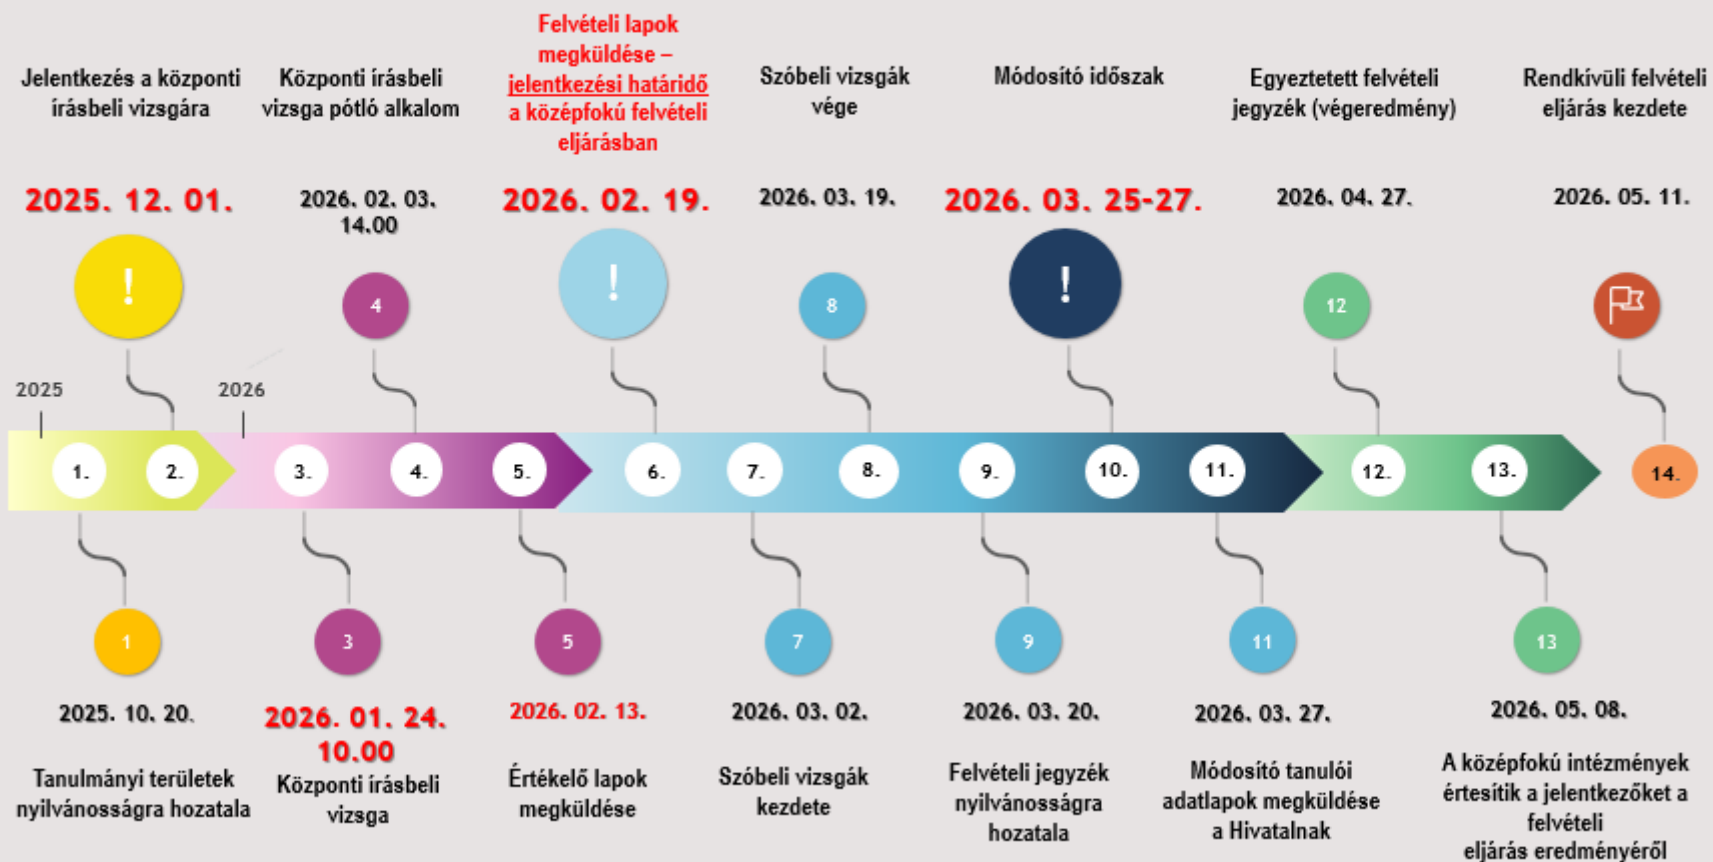 Jelentkezés a központi
írásbeli vizsgára
2025. 12. 01.
!
Központi írásbeli
vizsga pótló alkalom
2026. 02. 03.
14.00
4
Felvételi lapok
megküldése –
jelentkezési határidő
a középfokú felvételi
eljárásban
2026. 02. 19.
!
Szóbeli vizsgák
vége
2026. 03. 19.
8
Módosító időszak
2026. 03. 25-27.
!
Egyeztetett felvételi
jegyzék (végeredmény)
2026. 04. 27.
12
Rendkívüli felvételi
eljárás kezdete
2026. 05. 11.
2025
2026
1.
2.
3.
4.
5.
6.
7.
8.
9.
10.
11.
12.
13.
14.
1
2025. 10. 20.
Tanulmányi területek
nyilvánosságra hozatala
3
2026. 01. 24.
10.00
Központi írásbeli
vizsga
5
2026. 02. 13.
Értékelő lapok
megküldése
7
2026. 03. 02.
Szóbeli vizsgák
kezdete
9
2026. 03. 20.
Felvételi jegyzék
nyilvánosságra
hozatala
11
2026. 03. 27.
Módosító tanulói
adatlapok megküldése
a Hivatalnak
13
2026. 05. 08.
A középfokú intézmények
értesítik a jelentkezőket a
felvételi
eljárás eredményéről